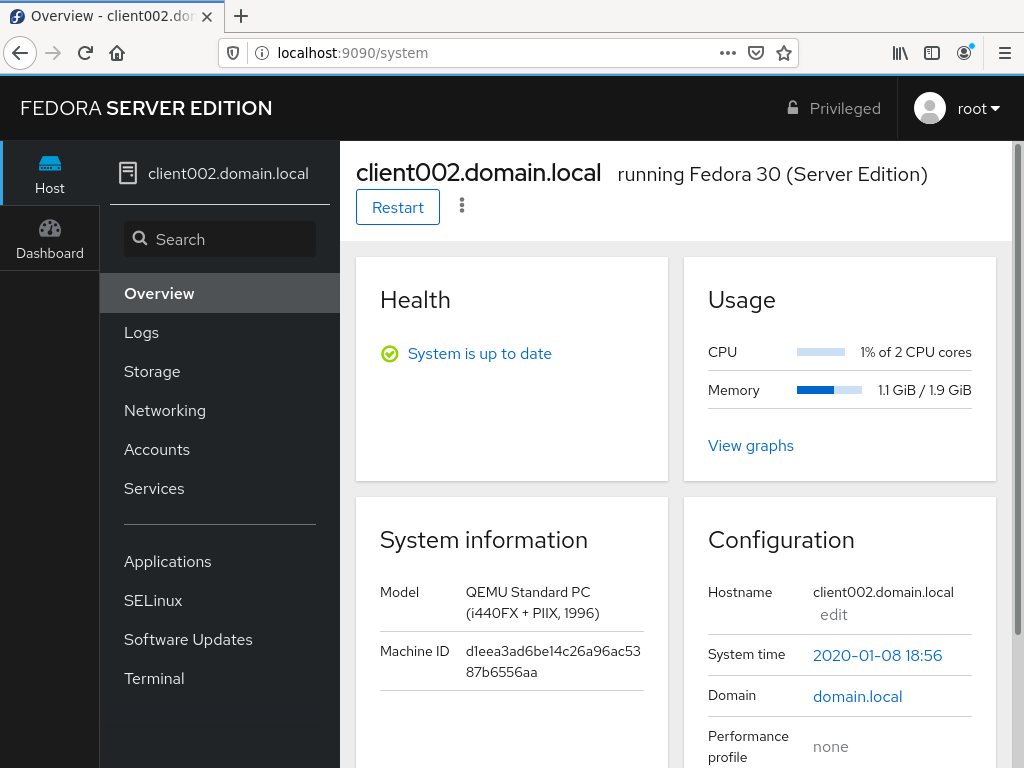 Overview - client002.do
localhost:9090/system
FEDORA SERVER EDITION
Privileged
root
Host
Dashboard
client002.domain.local
Search
Overview
Logs
Storage
Networking
Accounts
Services
Applications
SELinux
Software Updates
Terminal
client002.domain.local running Fedora 30 (Server Edition)
Restart
Health
System is up to date
Usage
CPU 1% of 2 CPU cores
Memory 1.1 GiB / 1.9 GiB
View graphs
System information
Model QEMU Standard PC
(i440FX + PIIX, 1996)
Machine ID d1eea3ad6be14c26a96ac53
87b6556aa
Configuration
Hostname client002.domain.local
edit
System time 2020-01-08 18:56
Domain domain.local
Performance
profile none